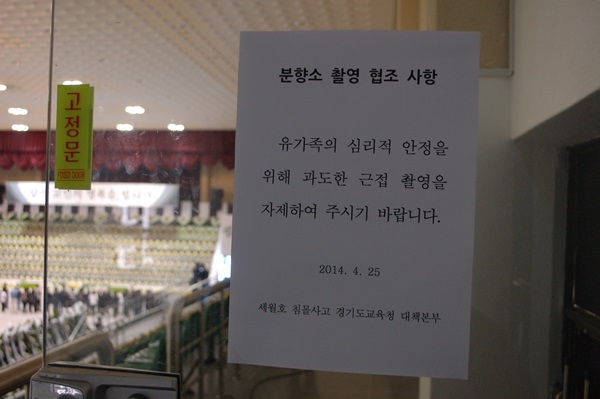 분향소 촬영 협조 사항
유가족의 심리적 안정을
위해 과도한 근접 촬영을
자제하여 주시기 바랍니다.
2014. 4. 25
세월호 침몰사고 경기도교육청 대책본부
고정문
FIXED DOOR